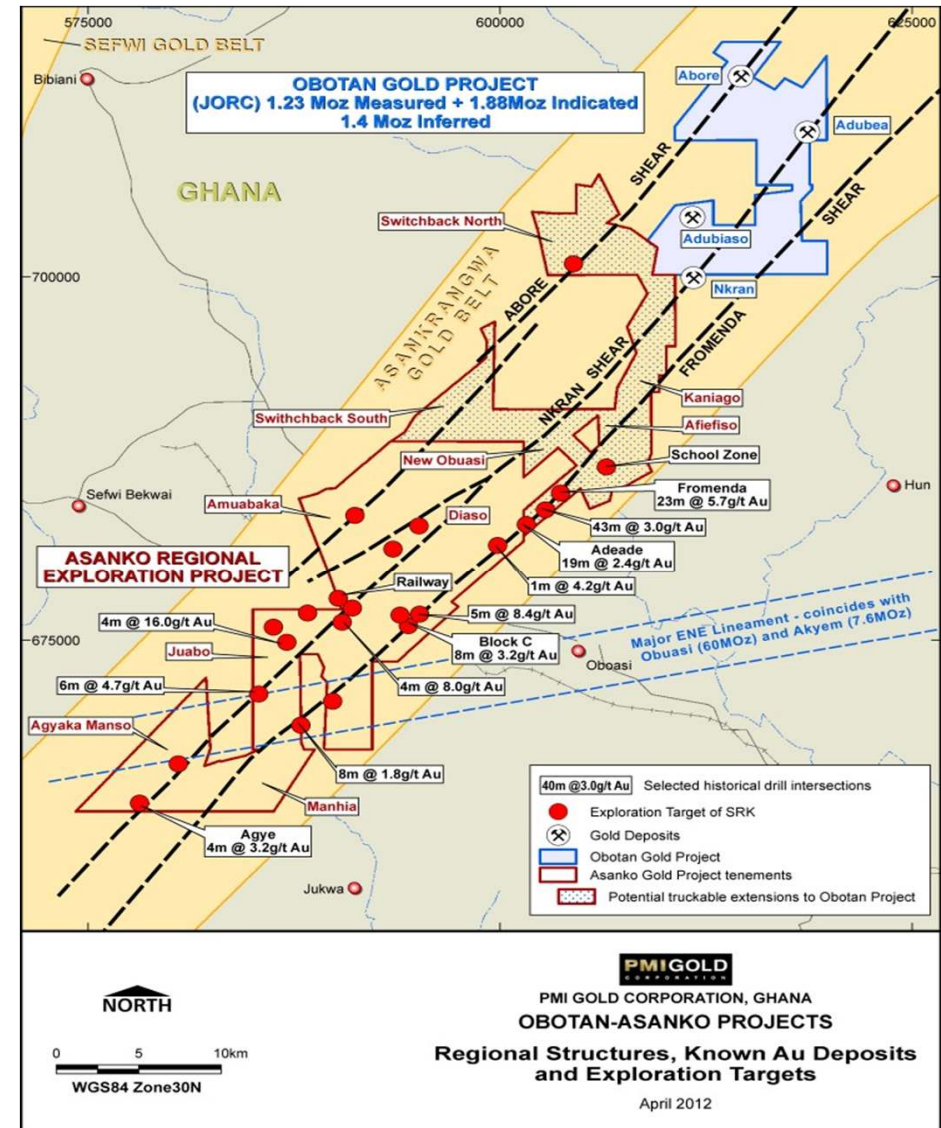 575000
600000
625000
SEFWI GOLD BELT
Bibiani
OBOTAN GOLD PROJECT
(JORC) 1.23 Moz Measured + 1.88Moz Indicated
1.4 Moz Inferred
Abore
Adubea
SHEAR
SHEAR
GHANA
Switchback North
Adubiaso
700000
Nkran
ABORE
ASANKRANGWA
GOLD BELT
NKRAN SHEAR
FROMENDA
Kaniago
Swithchback South
Afiefiso
New Obuasi
School Zone
Sefwi Bekwai
Hun
Amuabaka
Diaso
Fromenda
23m @ 5.7g/t Au
43m @ 3.0g/t Au
ASANKO REGIONAL
EXPLORATION PROJECT
Adeade
19m @ 2.4g/t Au
Railway
1m @ 4.2g/t Au
4m @ 16.0g/t Au
5m @ 8.4g/t Au
675000
Juabo
Block C
8m @ 3.2g/t Au
Major ENE Lineament - coincides with
Obuasi (60MOz) and Akyem (7.6MOz)
Oboasi
6m @ 4.7g/t Au
4m @ 8.0g/t Au
Agyaka Manso
8m @ 1.8g/t Au
Manhia
Agye
4m @ 3.2g/t Au
Jukwa
40m @3.0g/t Au Selected historical drill intersections
Exploration Target of SRK
Gold Deposits
Obotan Gold Project
Asanko Gold Project tenements
Potential truckable extensions to Obotan Project
NORTH
0 5 10km
WGS84 Zone30N
PMIGOLD
CORPORATION
PMI GOLD CORPORATION, GHANA
OBOTAN-ASANKO PROJECTS
Regional Structures, Known Au Deposits
and Exploration Targets
April 2012